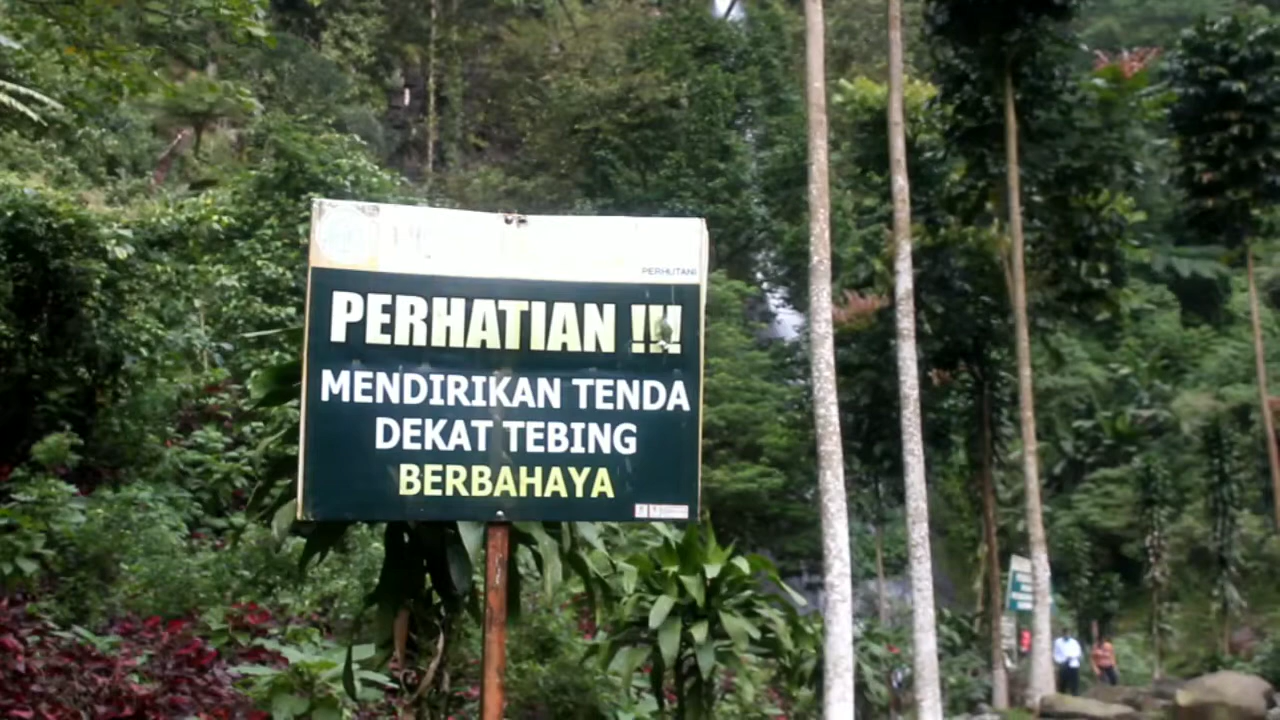 PERHUTANI
PERHATIAN !!!
MENDIRIKAN TENDA
DEKAT TEBING
BERBAHAYA